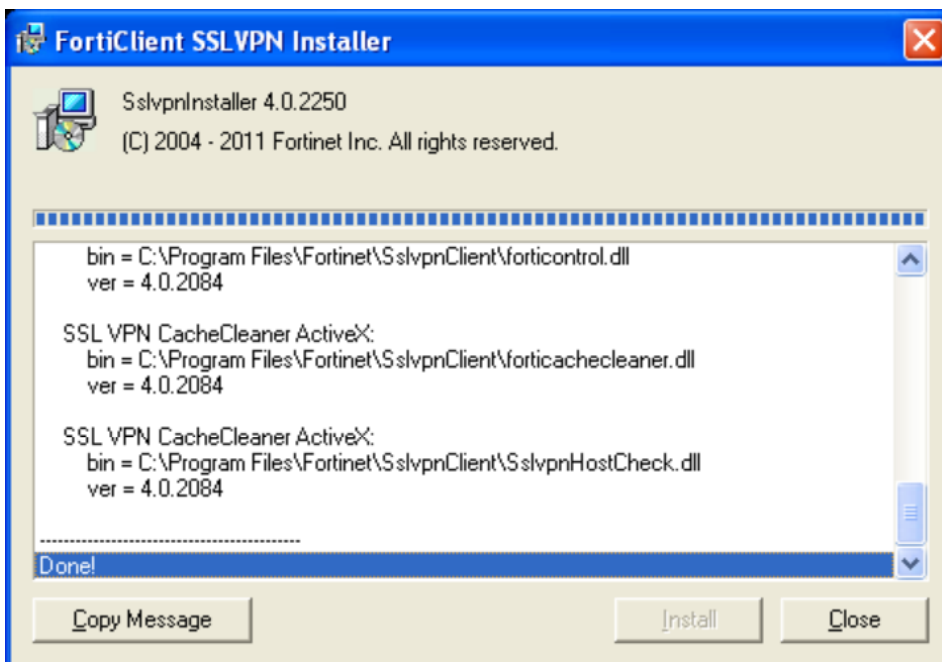 FortiClient SSLVPN Installer
SslvpnInstaller 4.0.2250
(C) 2004 - 2011 Fortinet Inc. All rights reserved.
bin = C:\Program Files\Fortinet\SslvpnClient\forticontrol.dll
ver = 4.0.2084
SSL VPN CacheCleaner ActiveX:
bin = C:\Program Files\Fortinet\SslvpnClient\forticachecleaner.dll
ver = 4.0.2084
SSL VPN CacheCleaner ActiveX:
bin = C:\Program Files\Fortinet\SslvpnClient\SslvpnHostCheck.dll
ver = 4.0.2084
--------------------------------------------
Done!
Copy Message Install Close